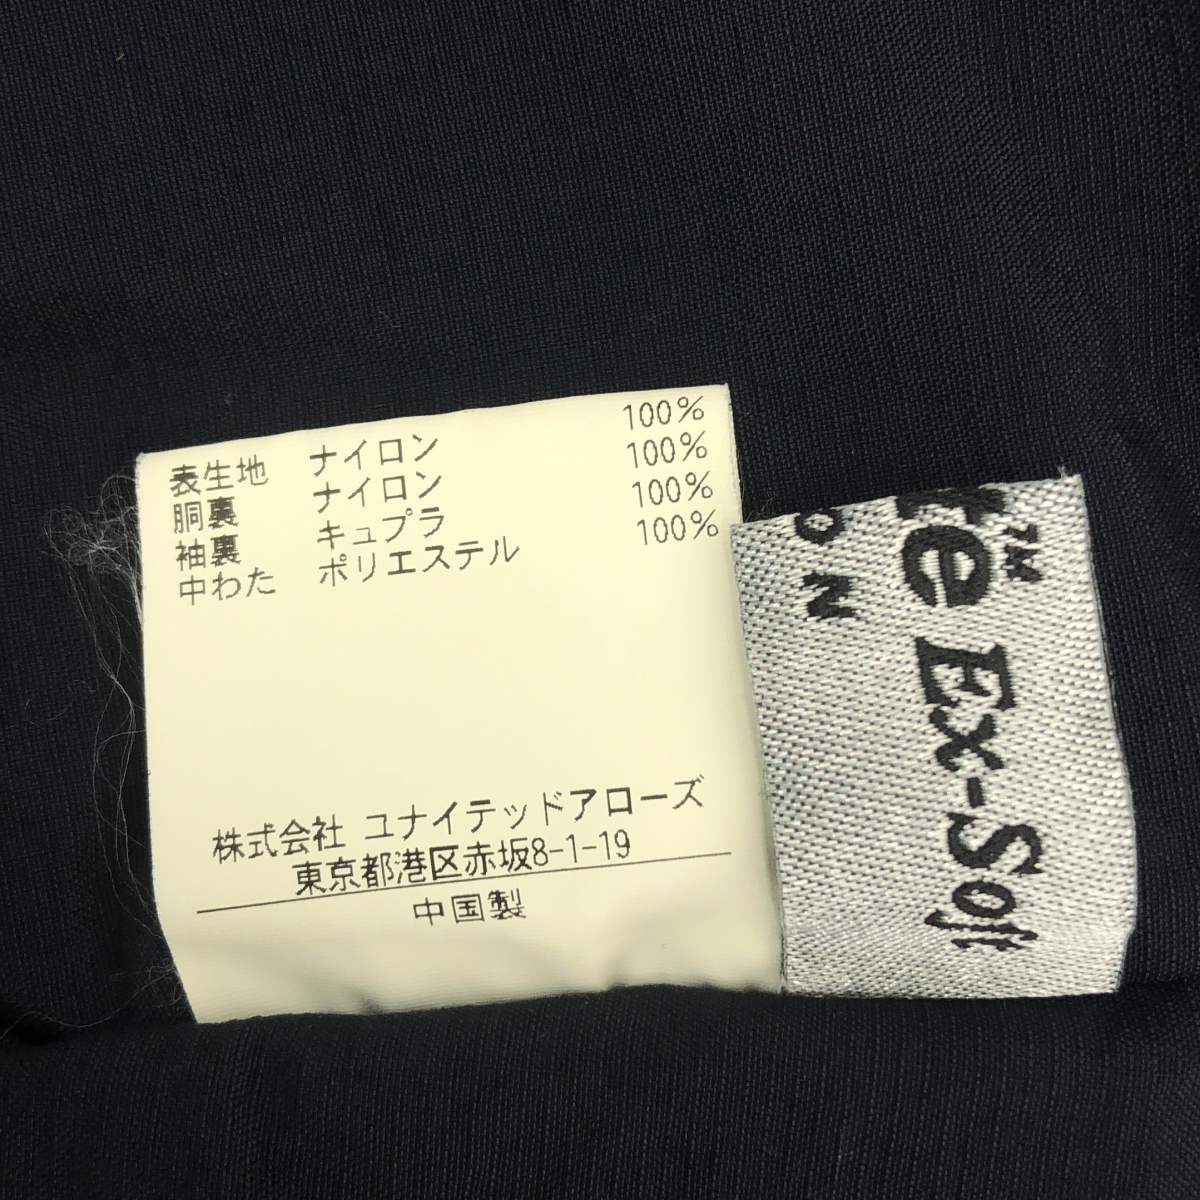 表生地 ナイロン 100%
胴裏 ナイロン 100%
袖裏 キュプラ 100%
中わた ポリエステル 100%
株式会社 ユナイテッドアローズ
東京都港区赤坂8-1-19
中国製
Ex-Soft
TM